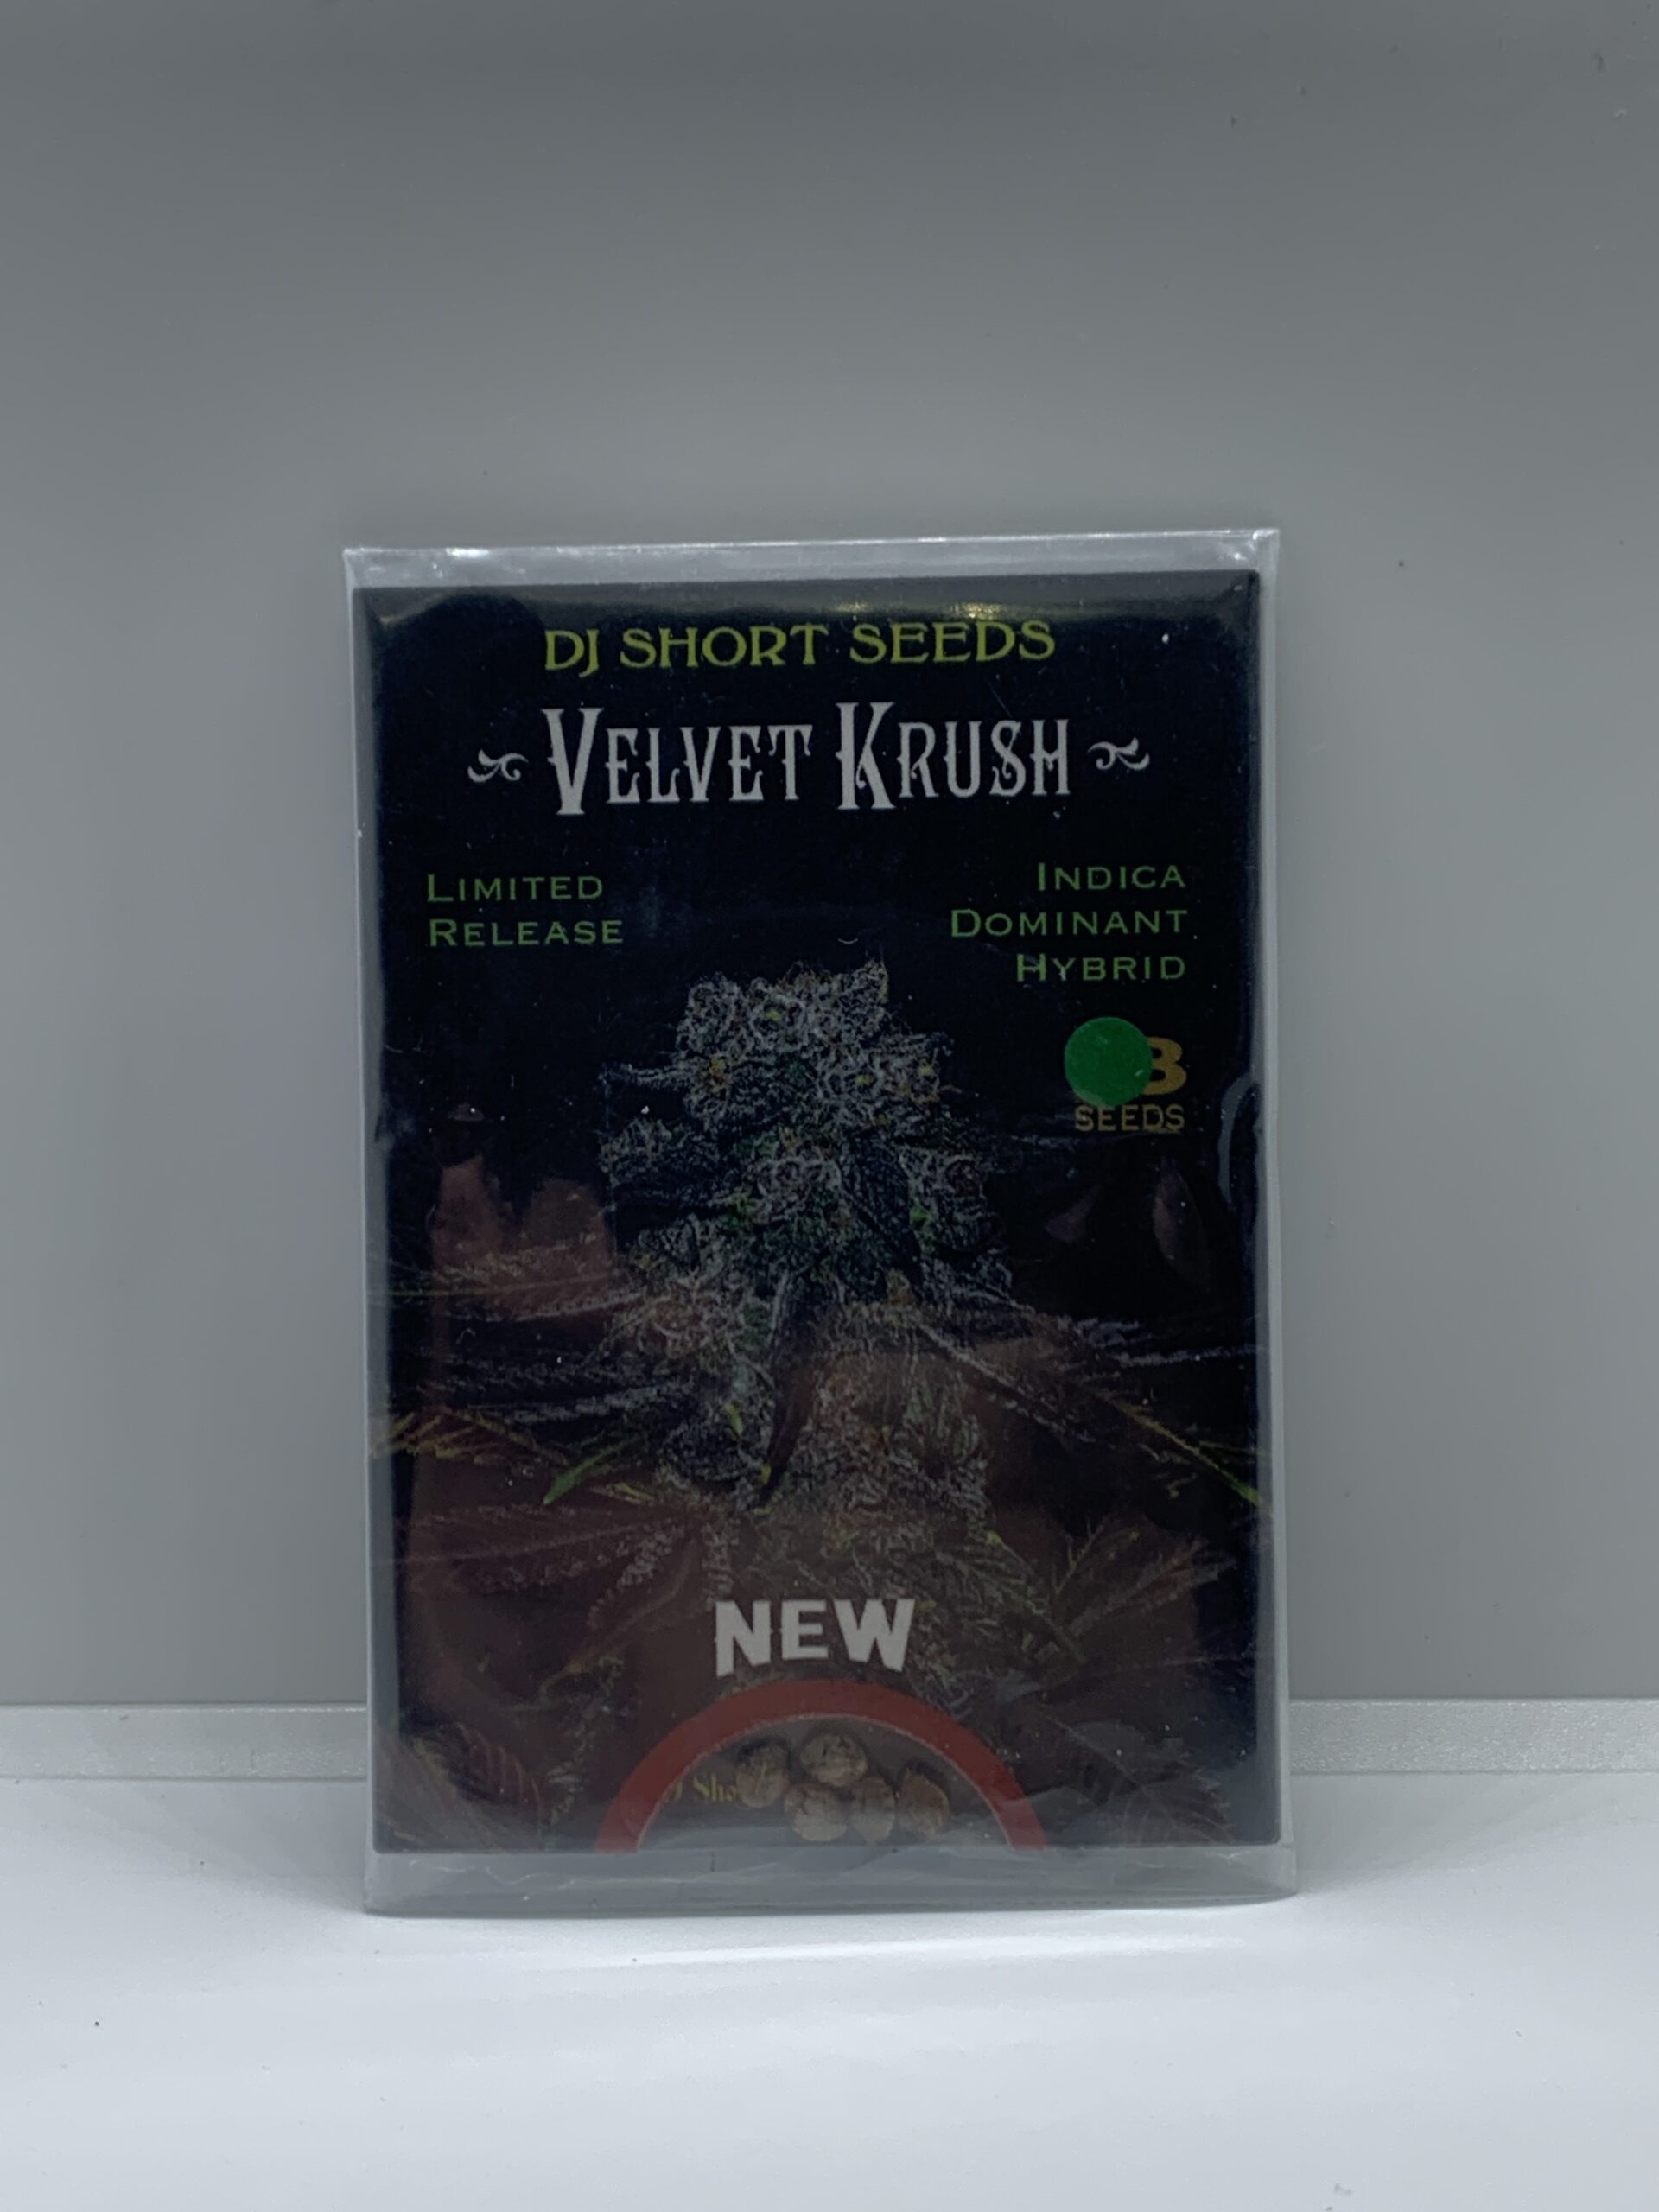 DJ SHORT SEEDS
VELVET KRUSH
LIMITED
RELEASE
INDICA
DOMINANT
HYBRID
SEEDS
NEW